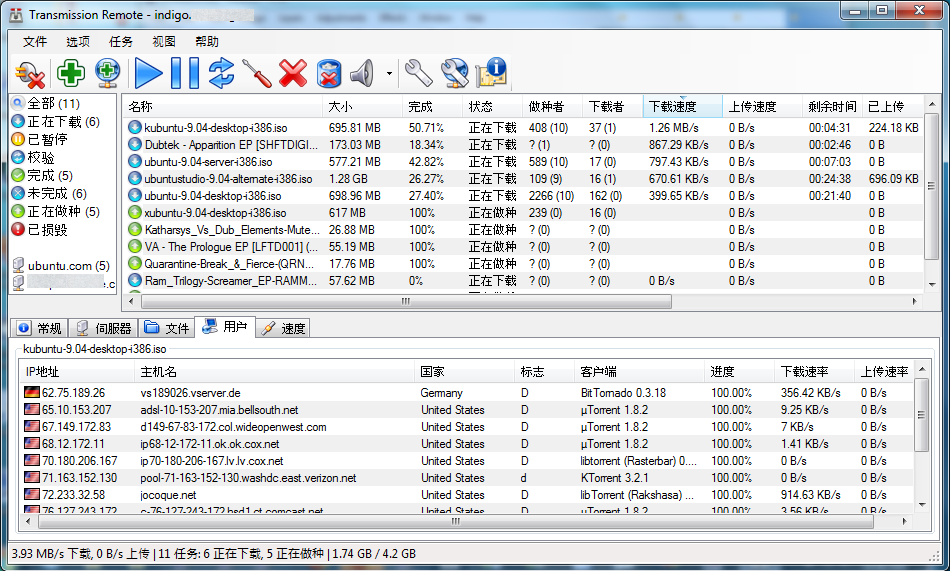 Transmission Remote - indigo.
文件 选项 任务 视图 帮助
全部 (11)
正在下载 (6)
已暂停
校验
完成 (5)
未完成 (6)
正在做种 (5)
已损毁
ubuntu.com (5)
名称 大小 完成 状态 做种者 下载者 下载速度 上传速度 剩余时间 已上传
kubuntu-9.04-desktop-i386.iso 695.81 MB 50.71% 正在下载 408 (10) 37 (1) 1.26 MB/s 0 B/s 00:04:31 224.18 KB
Dubtek - Apparition EP [SHFTDIGI... 173.03 MB 18.34% 正在下载 ? (1) ? (0) 867.29 KB/s 0 B/s 00:02:46 0 B
ubuntu-9.04-server-i386.iso 577.21 MB 42.82% 正在下载 589 (10) 17 (0) 797.43 KB/s 0 B/s 00:07:03 0 B
ubuntustudio-9.04-alternate-i386.iso 1.28 GB 26.27% 正在下载 109 (9) 16 (1) 670.61 KB/s 0 B/s 00:24:38 696.09 KB
ubuntu-9.04-desktop-i386.iso 698.96 MB 27.40% 正在下载 2266 (10) 162 (0) 399.65 KB/s 0 B/s 00:21:40 0 B
xubuntu-9.04-desktop-i386.iso 617 MB 100% 正在做种 239 (0) 16 (0) 0 B/s 0 B
Katharsys_Vs_Dub_Elements-Mute... 26.88 MB 100% 正在做种 ? (0) ? (0) 0 B/s 0 B
VA - The Prologue EP [LFTD001] (... 55.19 MB 100% 正在做种 ? (0) ? (0) 0 B/s 0 B
Quarantine-Break_&_Fierce-(QRN... 17.76 MB 100% 正在做种 ? (0) ? (0) 0 B/s 0 B
Ram_Trilogy-Screamer_EP-RAMM... 57.62 MB 0% 正在下载 ? (0) ? (0) 0 B/s 0 B/s 0 B
常规 伺服器 文件 用户 速度
kubuntu-9.04-desktop-i386.iso
IP地址 主机名 国家 标志 客户端 进度 下载速率 上传速率
62.75.189.26 vs189026.vserver.de Germany D BitTornado 0.3.18 100.00% 356.42 KB/s 0 B/s
65.10.153.207 adsl-10-153-207.mia.bellsouth.net United States D µTorrent 1.8.2 100.00% 9.25 KB/s 0 B/s
67.149.172.83 d149-67-83-172.col.wideopenwest.com United States D µTorrent 1.8.2 100.00% 7 KB/s 0 B/s
68.12.172.11 ip68-12-172-11.ok.ok.cox.net United States D µTorrent 1.8.2 100.00% 1.41 KB/s 0 B/s
70.180.206.167 ip70-180-206-167.lv.lv.cox.net United States D libtorrent (Rasterbar) 0.... 100.00% 0 B/s 0 B/s
71.163.152.130 pool-71-163-152-130.washdc.east.verizon.net United States d KTorrent 3.2.1 100.00% 0 B/s 0 B/s
72.233.32.58 jocoque.net United States D libTorrent (Rakshasa) ... 100.00% 914.63 KB/s 0 B/s
76.127.243.172 c-76-127-243-172.hsd1.ct.comcast.net United States D µTorrent 1.8.2 100.00% 3.56 KB/s 0 B/s
3.93 MB/s 下载, 0 B/s 上传 | 11 任务: 6 正在下载, 5 正在做种 | 1.74 GB / 4.2 GB